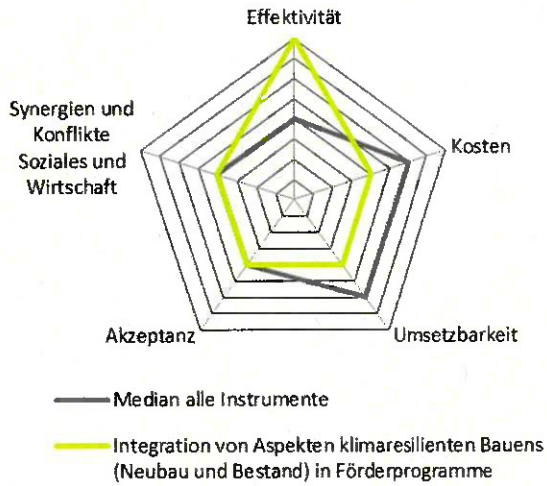 Effektivität
Synergien und
Konflikte
Soziales und
Wirtschaft
Kosten
Akzeptanz
Umsetzbarkeit
Median alle Instrumente
Integration von Aspekten klimaresilienten Bauens
(Neubau und Bestand) in Förderprogramme